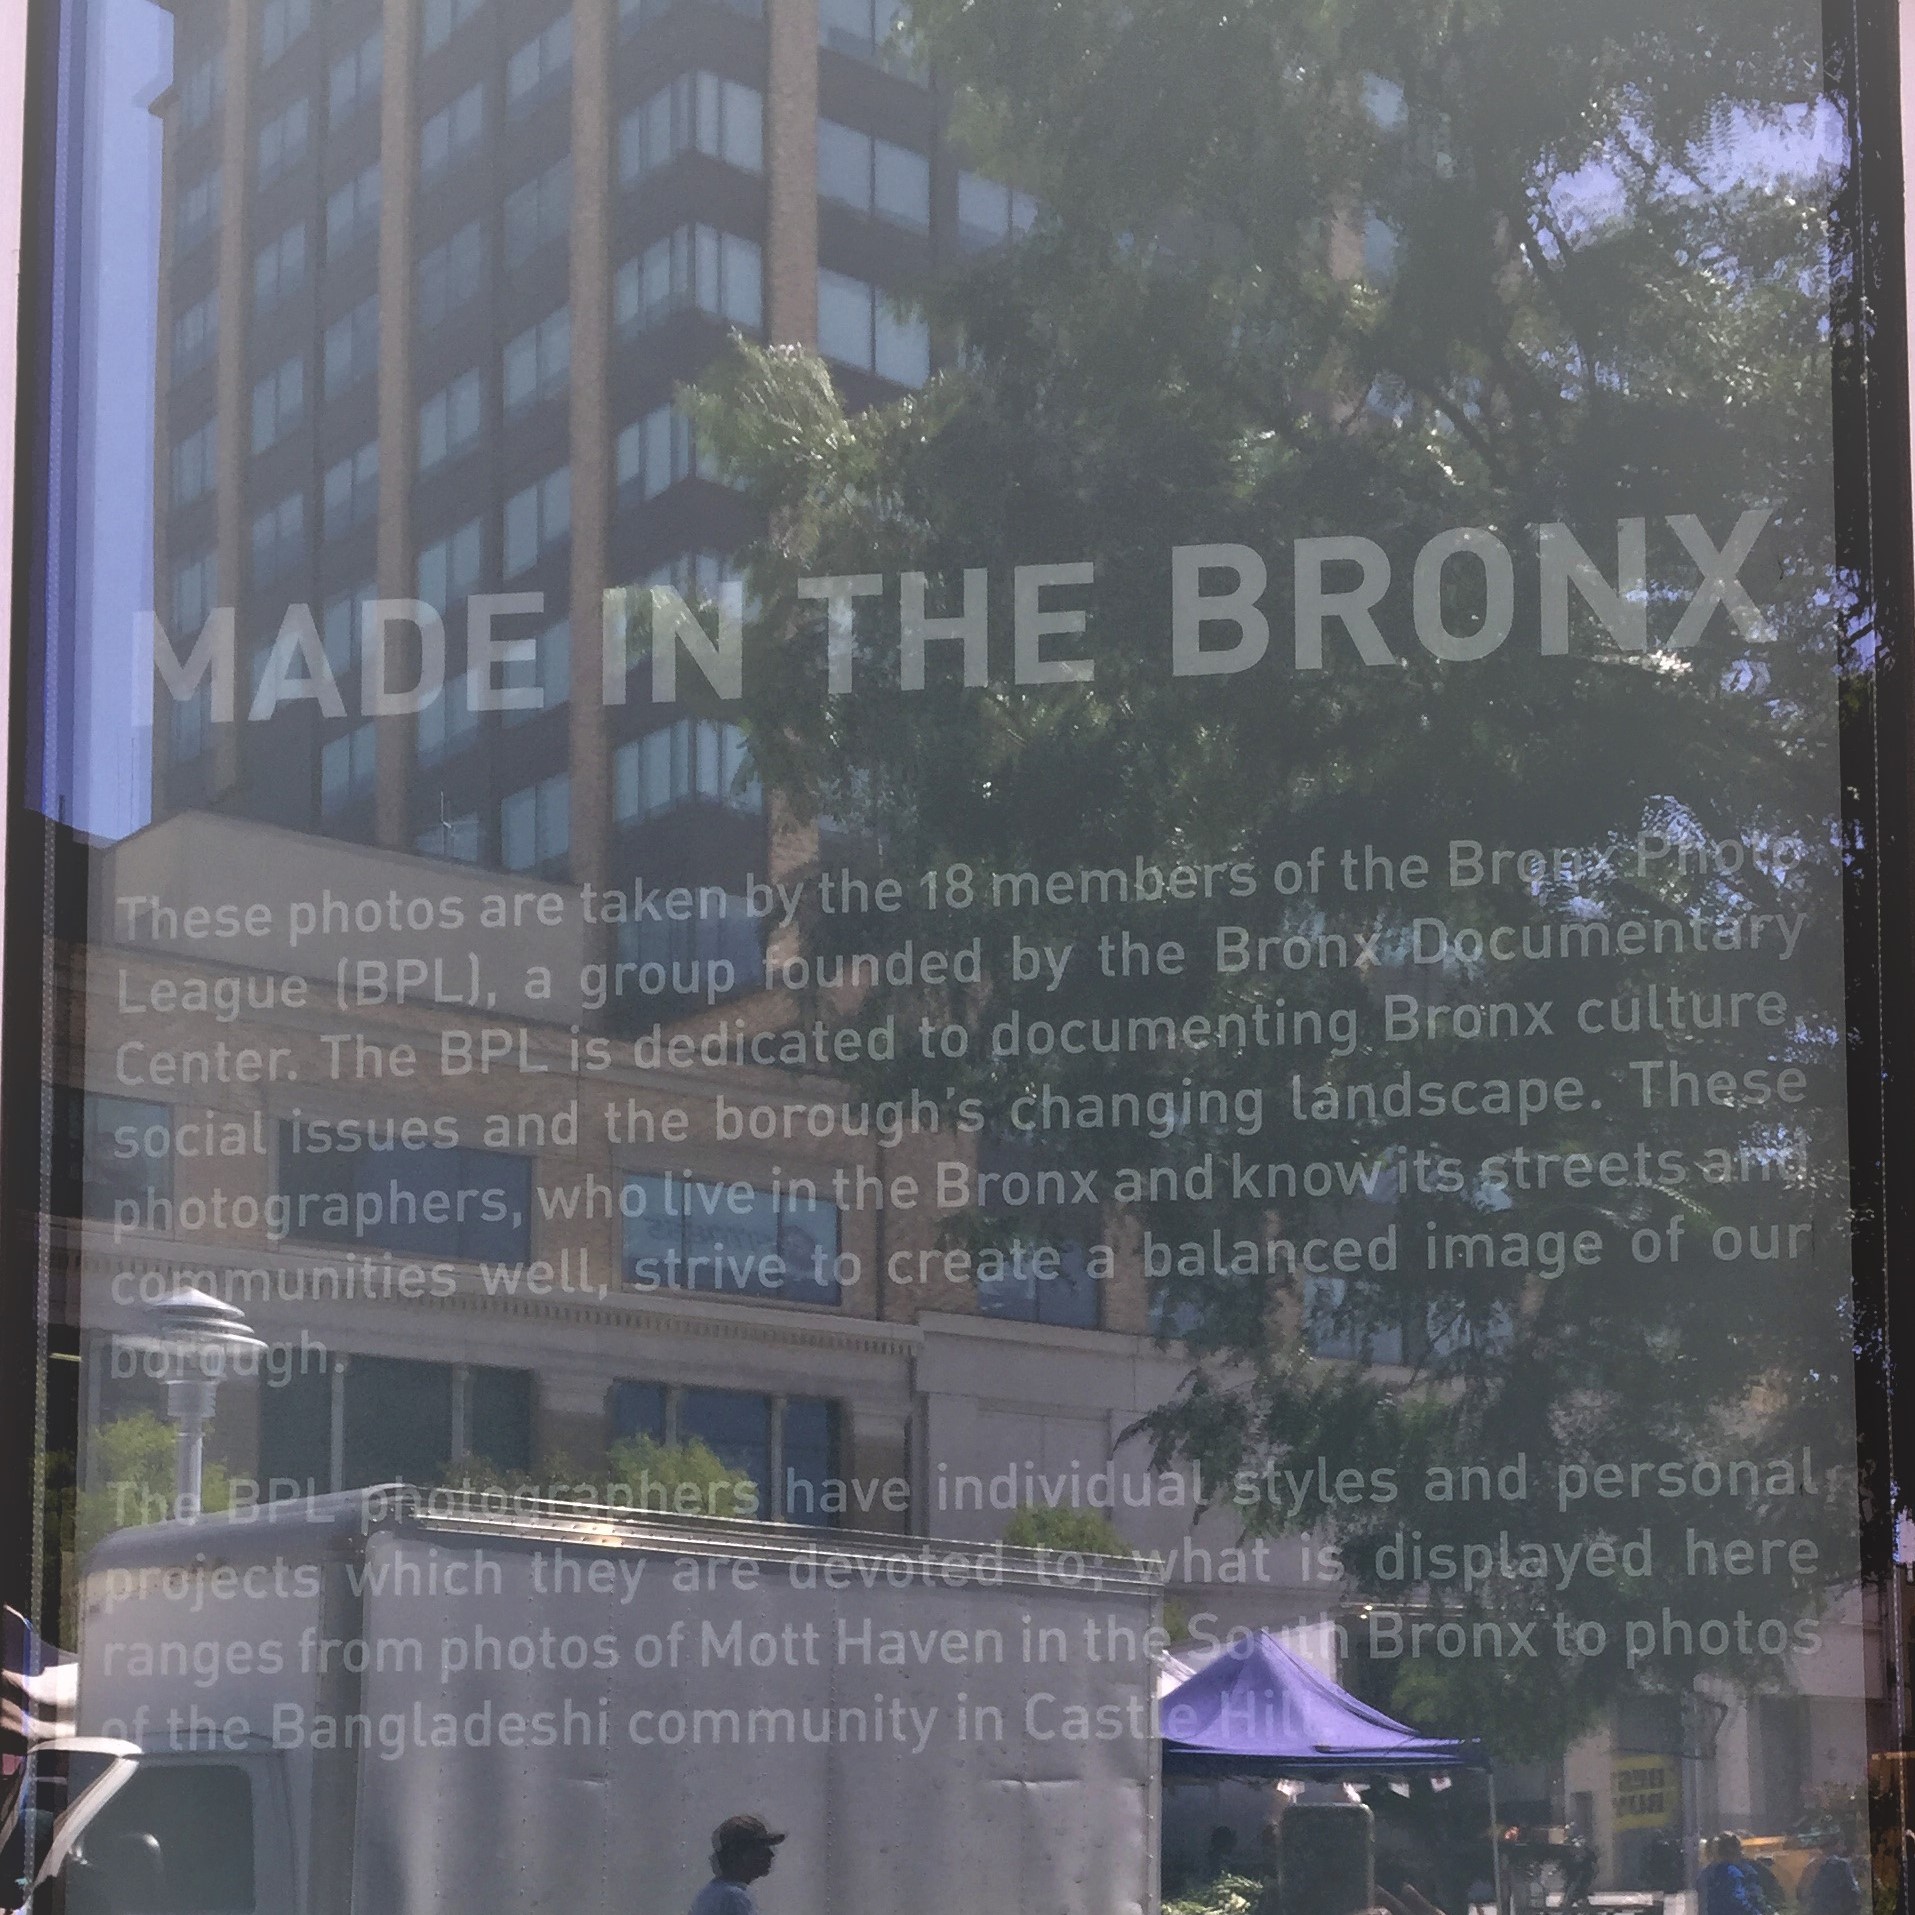 MADE IN THE BRONX
These photos are taken by the 18 members of the Bronx Photo
League (BPL), a group founded by the Bronx Documentary
Center. The BPL is dedicated to documenting Bronx culture,
social issues and the borough's changing landscape. These
photographers, who live in the Bronx and know its streets and
communities well, strive to create a balanced image of our
borough.
The BPL photographers have individual styles and personal
projects which they are devoted to; what is displayed here
ranges from photos of Mott Haven in the South Bronx to photos
of the Bangladeshi community in Castle Hill.
BEST
BUY